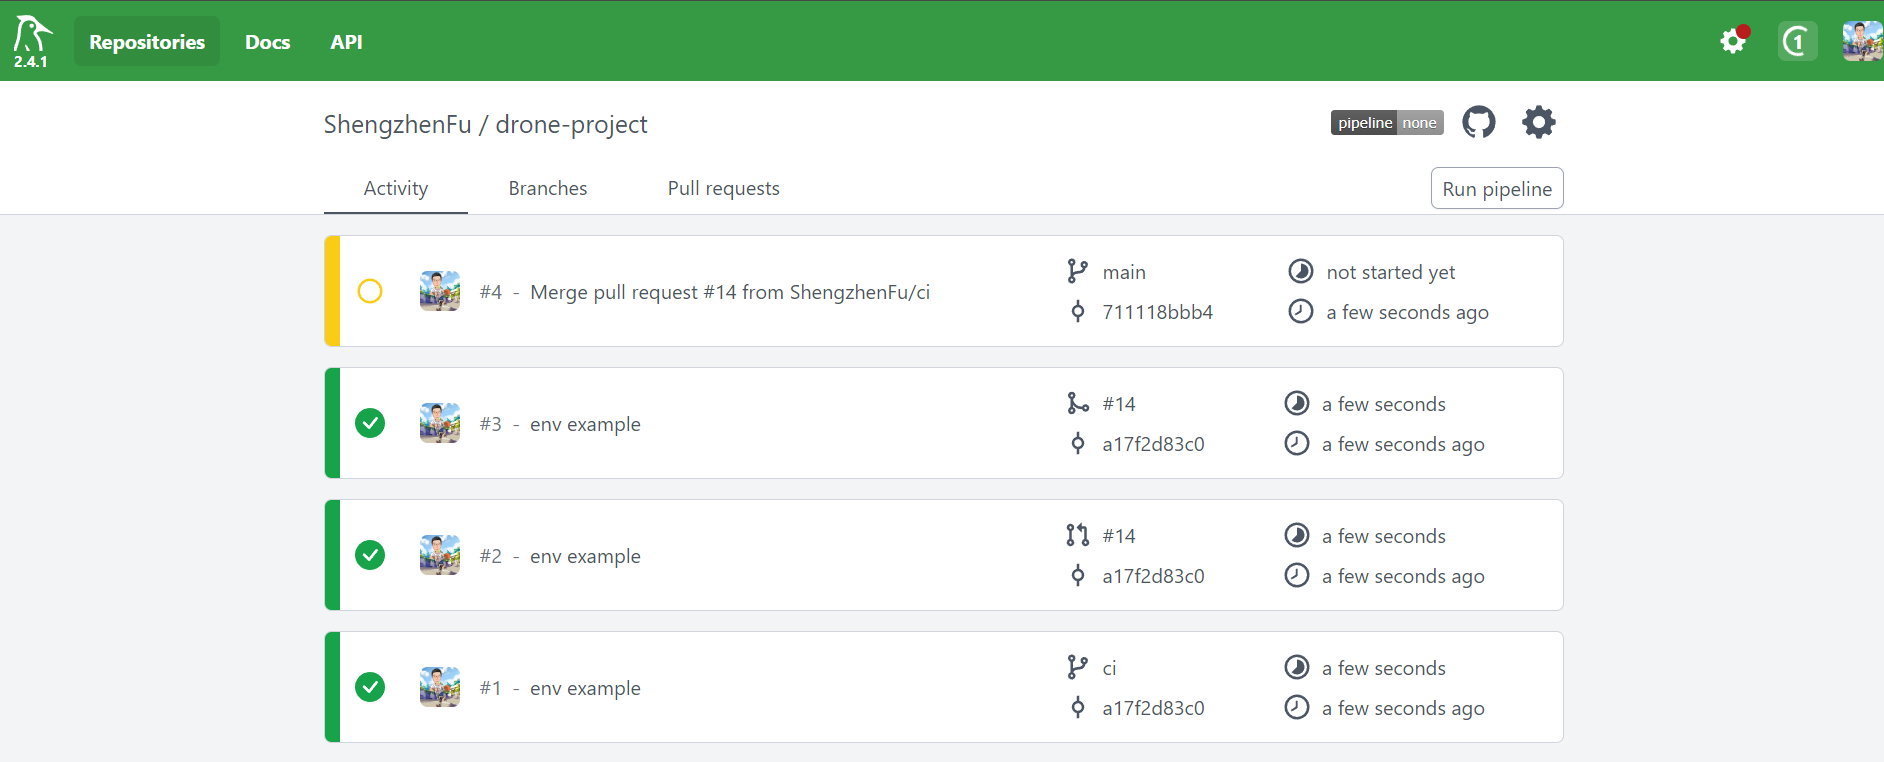 2.4.1
Repositories Docs API
1
ShengzhenFu / drone-project
pipeline none
Activity Branches Pull requests
Run pipeline
#4 - Merge pull request #14 from ShengzhenFu/ci
main
not started yet
711118bbb4
a few seconds ago
#3 - env example
#14
a few seconds
a17f2d83c0
a few seconds ago
#2 - env example
#14
a few seconds
a17f2d83c0
a few seconds ago
#1 - env example
ci
a few seconds
a17f2d83c0
a few seconds ago